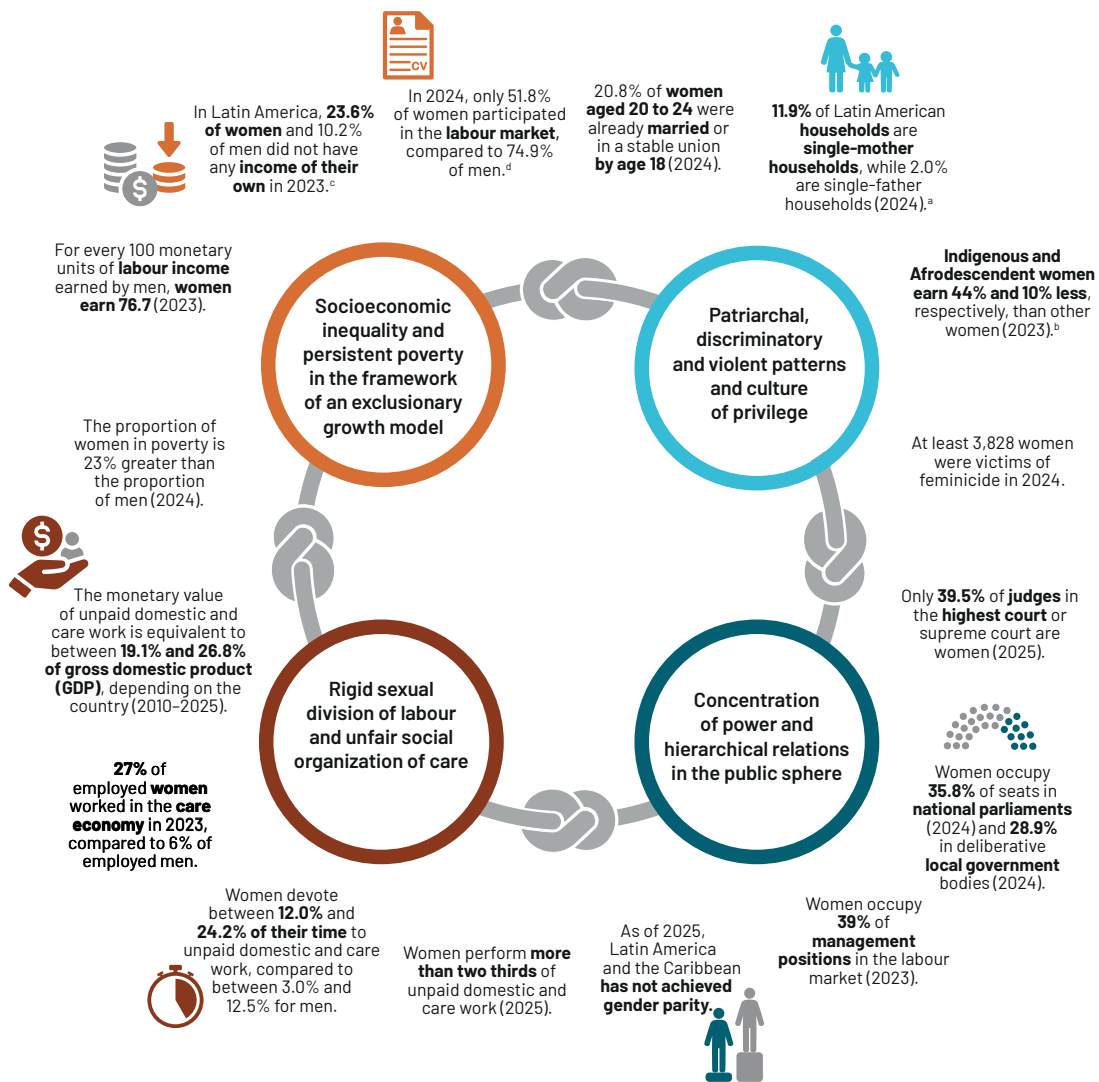 CV
In Latin America, 23.6%
of women and 10.2%
of men did not have
any income of their
own in 2023.ᶜ
In 2024, only 51.8%
of women participated
in the labour market,
compared to 74.9%
of men.ᵈ
20.8% of women
aged 20 to 24 were
already married or
in a stable union
by age 18 (2024).
11.9% of Latin American
households are
single-mother
households, while 2.0%
are single-father
households (2024).ᵃ
$
For every 100 monetary
units of labour income
earned by men, women
earn 76.7 (2023).
Socioeconomic
inequality and
persistent poverty
in the framework
of an exclusionary
growth model
Patriarchal,
discriminatory
and violent patterns
and culture
of privilege
Indigenous and
Afrodescendent women
earn 44% and 10% less,
respectively, than other
women (2023).ᵇ
The proportion of
women in poverty is
23% greater than
the proportion
of men (2024).
At least 3,828 women
were victims of
feminicide in 2024.
$
The monetary value
of unpaid domestic and
care work is equivalent to
between 19.1% and 26.8%
of gross domestic product
(GDP), depending on the
country (2010–2025).
Only 39.5% of judges in
the highest court or
supreme court are
women (2025).
Rigid sexual
division of labour
and unfair social
organization of care
Concentration
of power and
hierarchical relations
in the public sphere
27% of
employed women
worked in the care
economy in 2023,
compared to 6% of
employed men.
Women occupy
35.8% of seats in
national parliaments
(2024) and 28.9%
in deliberative
local government
bodies (2024).
Women devote
between 12.0% and
24.2% of their time to
unpaid domestic and care
work, compared to
between 3.0% and
12.5% for men.
Women perform more
than two thirds of
unpaid domestic and
care work (2025).
As of 2025,
Latin America
and the Caribbean
has not achieved
gender parity.
Women occupy
39% of
management
positions in the labour
market (2023).